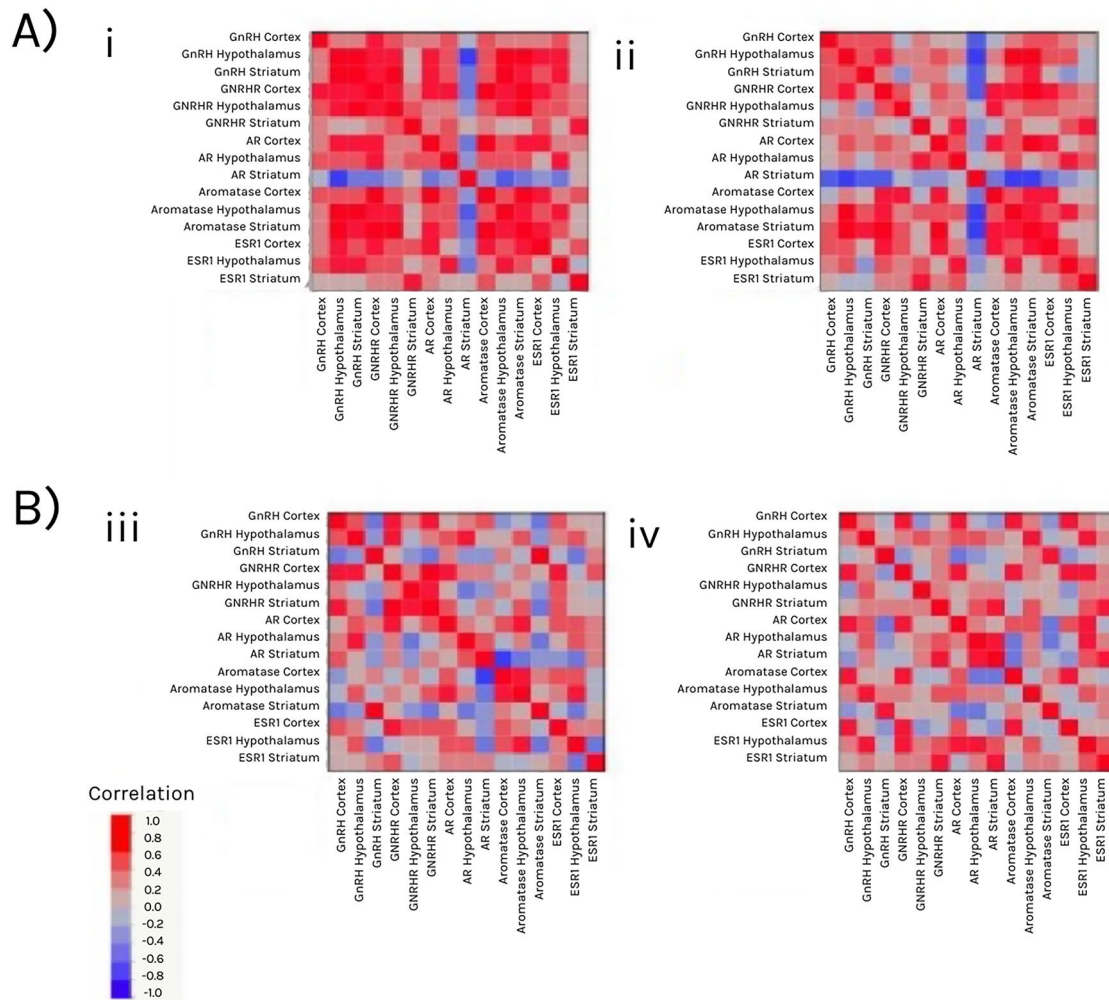 A)
i
GnRH Cortex
GnRH Hypothalamus
GnRH Striatum
GNRHR Cortex
GNRHR Hypothalamus
GNRHR Striatum
AR Cortex
AR Hypothalamus
AR Striatum
Aromatase Cortex
Aromatase Hypothalamus
Aromatase Striatum
ESR1 Cortex
ESR1 Hypothalamus
ESR1 Striatum
GnRH Cortex
GnRH Hypothalamus
GnRH Striatum
GNRHR Cortex
GNRHR Hypothalamus
GNRHR Striatum
AR Cortex
AR Hypothalamus
AR Striatum
Aromatase Cortex
Aromatase Hypothalamus
Aromatase Striatum
ESR1 Cortex
ESR1 Hypothalamus
ESR1 Striatum
ii
GnRH Cortex
GnRH Hypothalamus
GnRH Striatum
GNRHR Cortex
GNRHR Hypothalamus
GNRHR Striatum
AR Cortex
AR Hypothalamus
AR Striatum
Aromatase Cortex
Aromatase Hypothalamus
Aromatase Striatum
ESR1 Cortex
ESR1 Hypothalamus
ESR1 Striatum
GnRH Cortex
GnRH Hypothalamus
GnRH Striatum
GNRHR Cortex
GNRHR Hypothalamus
GNRHR Striatum
AR Cortex
AR Hypothalamus
AR Striatum
Aromatase Cortex
Aromatase Hypothalamus
Aromatase Striatum
ESR1 Cortex
ESR1 Hypothalamus
ESR1 Striatum
B)
iii
GnRH Cortex
GnRH Hypothalamus
GnRH Striatum
GNRHR Cortex
GNRHR Hypothalamus
GNRHR Striatum
AR Cortex
AR Hypothalamus
AR Striatum
Aromatase Cortex
Aromatase Hypothalamus
Aromatase Striatum
ESR1 Cortex
ESR1 Hypothalamus
ESR1 Striatum
GnRH Cortex
GnRH Hypothalamus
GnRH Striatum
GNRHR Cortex
GNRHR Hypothalamus
GNRHR Striatum
AR Cortex
AR Hypothalamus
AR Striatum
Aromatase Cortex
Aromatase Hypothalamus
Aromatase Striatum
ESR1 Cortex
ESR1 Hypothalamus
ESR1 Striatum
iv
GnRH Cortex
GnRH Hypothalamus
GnRH Striatum
GNRHR Cortex
GNRHR Hypothalamus
GNRHR Striatum
AR Cortex
AR Hypothalamus
AR Striatum
Aromatase Cortex
Aromatase Hypothalamus
Aromatase Striatum
ESR1 Cortex
ESR1 Hypothalamus
ESR1 Striatum
GnRH Cortex
GnRH Hypothalamus
GnRH Striatum
GNRHR Cortex
GNRHR Hypothalamus
GNRHR Striatum
AR Cortex
AR Hypothalamus
AR Striatum
Aromatase Cortex
Aromatase Hypothalamus
Aromatase Striatum
ESR1 Cortex
ESR1 Hypothalamus
ESR1 Striatum
Correlation
1.0
0.8
0.6
0.4
0.2
0.0
-0.2
-0.4
-0.6
-0.8
-1.0